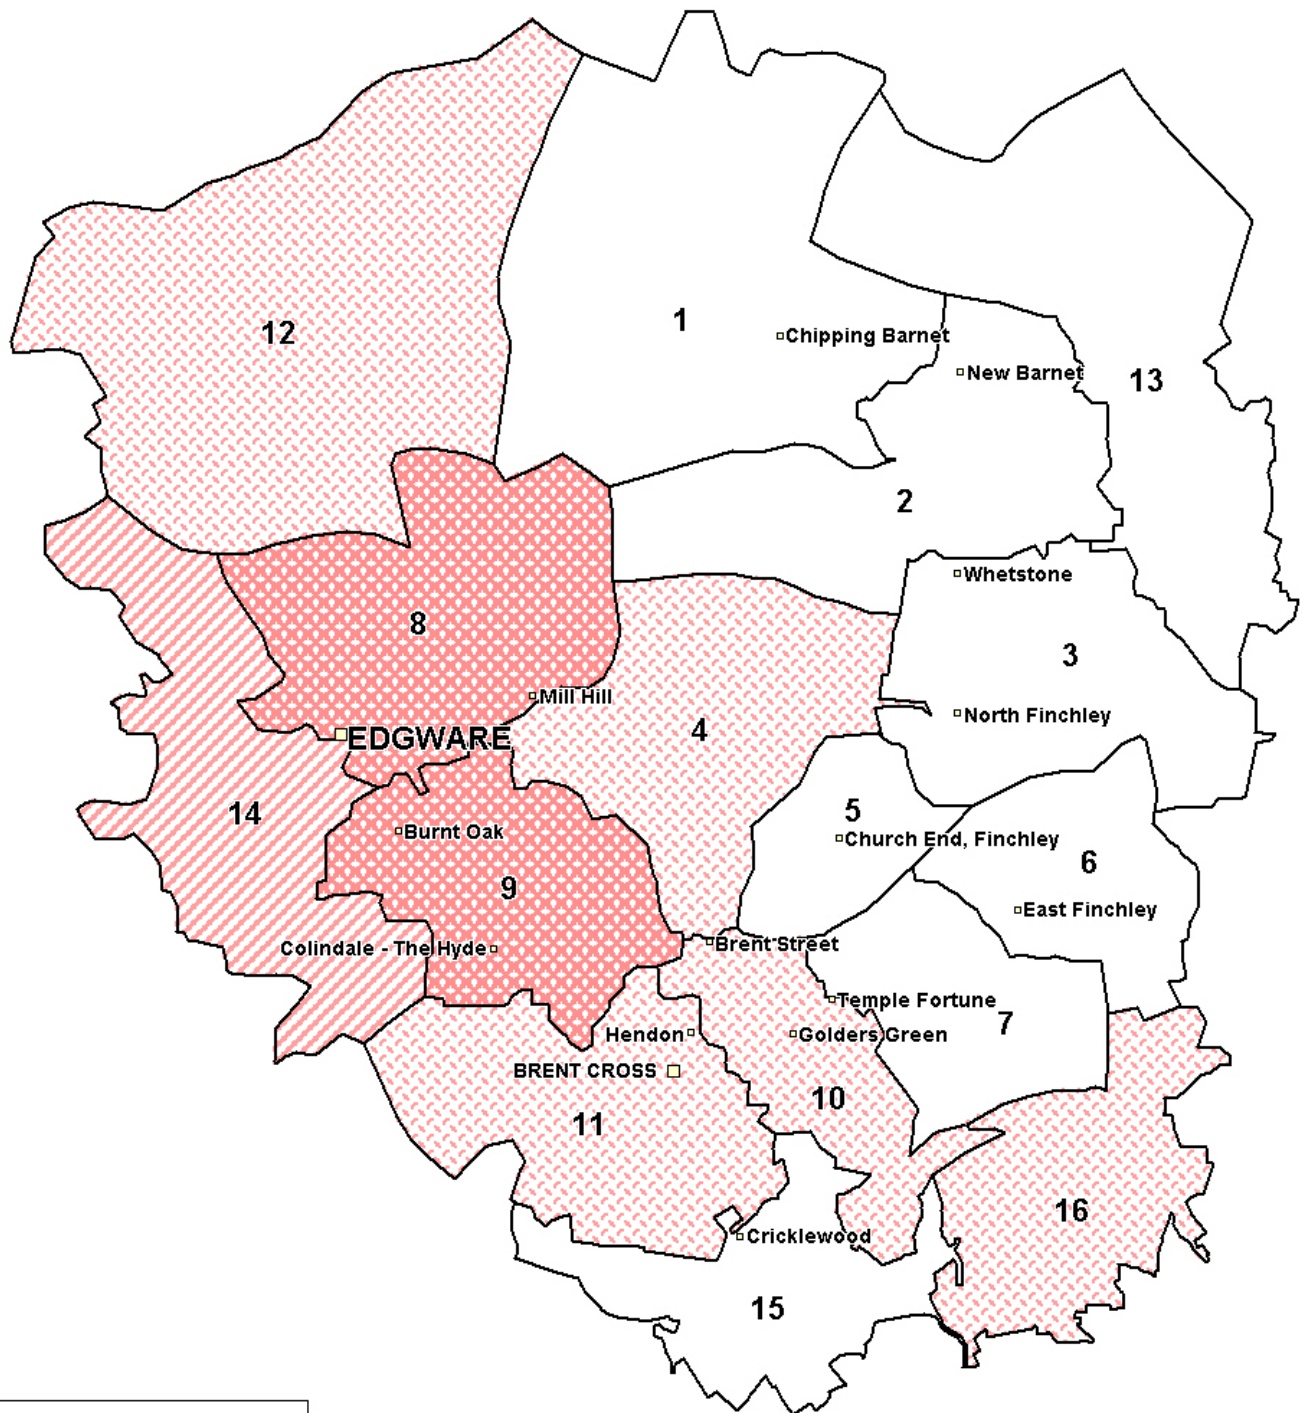 12
1
Chipping Barnet
New Barnet
13
2
Whetstone
8
3
Mill Hill
North Finchley
EDGWARE
4
14
5
Burnt Oak
Church End, Finchley
6
9
East Finchley
Colindale - The Hyde
Brent Street
Temple Fortune
7
Hendon
Golders Green
BRENT CROSS
10
11
16
Cricklewood
15